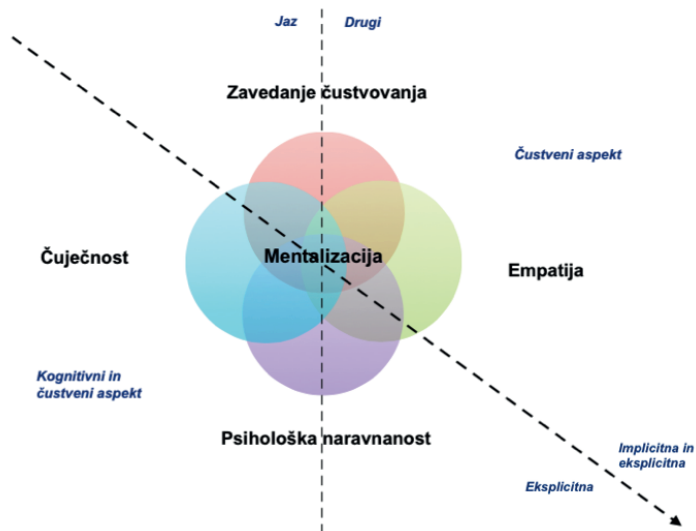 Jaz
Drugi
Zavedanje čustvovanja
Čustveni aspekt
Čuječnost
Mentalizacija
Empatija
Kognitivni in
čustveni aspekt
Psihološka naravnanost
Implicitna in
eksplicitna
Eksplicitna